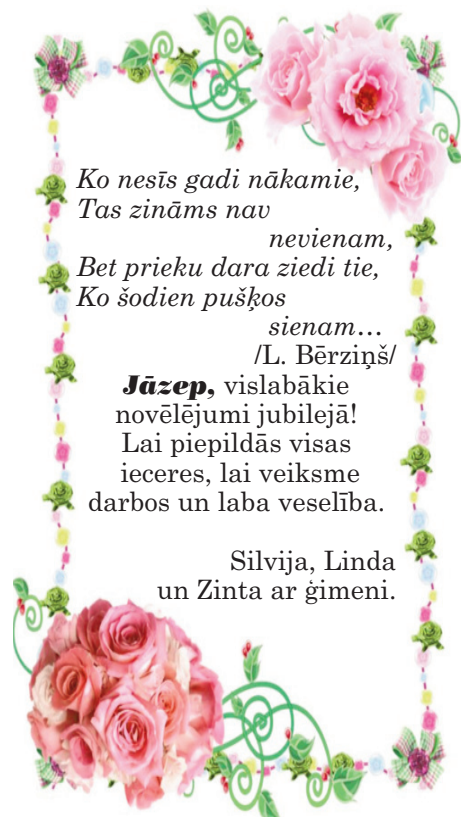 Ko nesīs gadi nākamie,
Tas zināms nav
nevienam,
Bet prieku dara ziedi tie,
Ko šodien puškos
sienam...
/L. Bērziņš/
Jāzep, vislabākie
novēlējumi jubilejā!
Lai piepildās visas
ieceres, lai veiksme
darbos un laba veselība.
Silvija, Linda
un Zinta ar ģimeni.